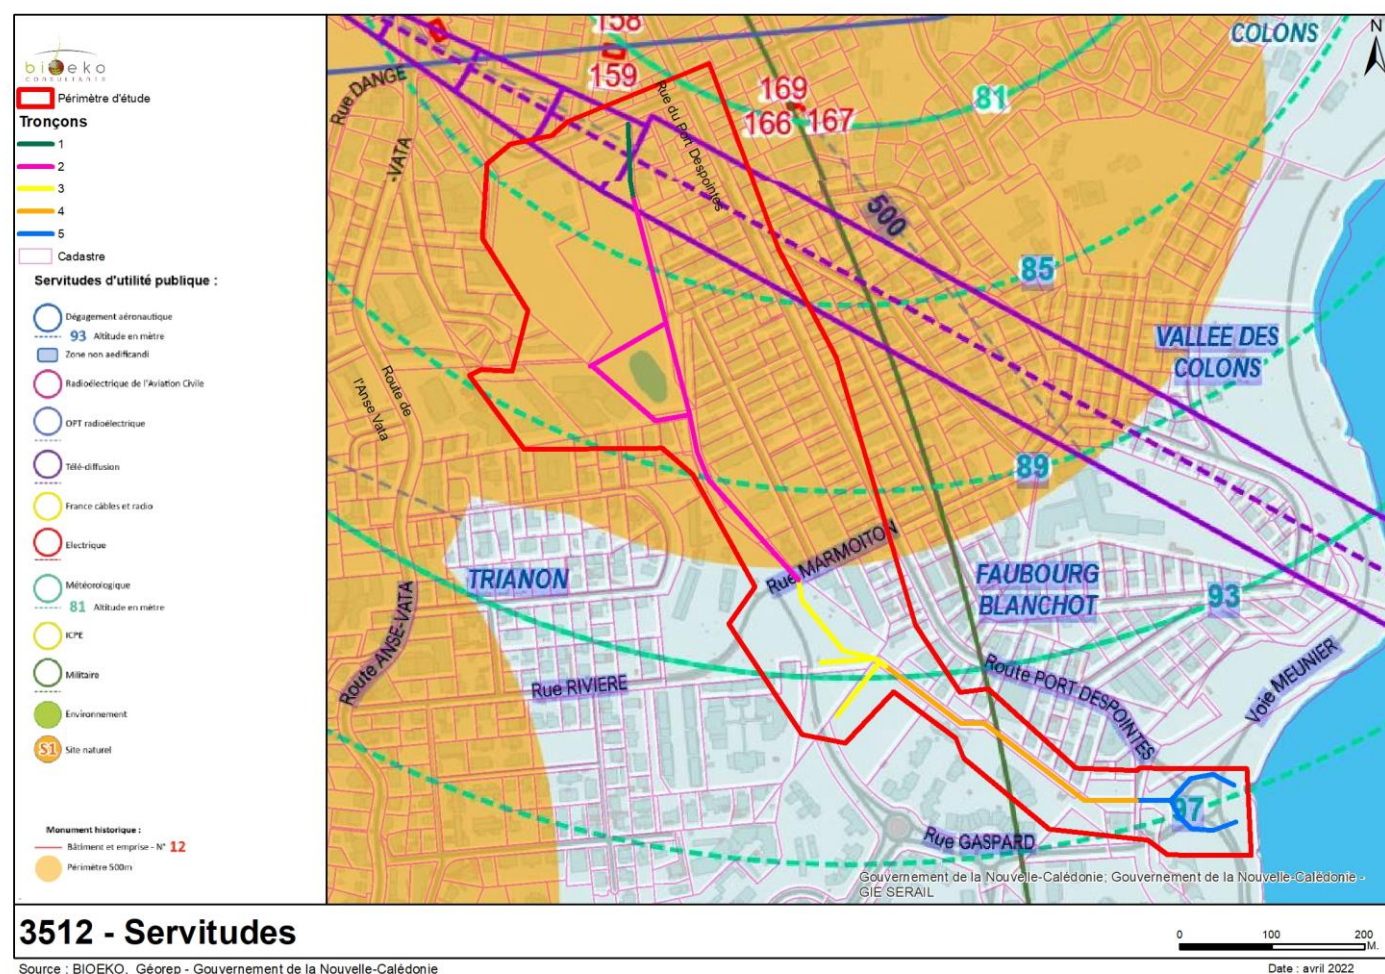 bioeko
CONSULTANTS
Périmètre d'étude
Tronçons
1
2
3
4
5
Cadastre
Servitudes d'utilité publique :
Dégagement aéronautique
93 Altitude en mètre
Zone non aedificandi
Radioélectrique de l'Aviation Civile
OPT radioélectrique
Télé-diffusion
France câbles et radio
Electrique
Météorologique
81 Altitude en mètre
ICPE
Militaire
Environnement
S1 Site naturel
Monument historique :
Bâtiment et emprise - N° 12
Périmètre 500m
158
159
169
166 167
81
COLONS
N
Rue DANGE
-VATA
Rue du Port Despointes
500
85
VALLEE DES
COLONS
Route de
l'Anse Vata
89
Rue MARMOITON
TRIANON
FAUBOURG
BLANCHOT
93
Route ANSE-VATA
Rue RIVIERE
Route PORT DESPOINTES
Voie MEUNIER
97
Rue GASPARD
Gouvernement de la Nouvelle-Calédonie; Gouvernement de la Nouvelle-Calédonie -
GIE SERAIL
3512 - Servitudes
0 100 200
M.
Source : BIOEKO, Géorep - Gouvernement de la Nouvelle-Calédonie
Date : avril 2022